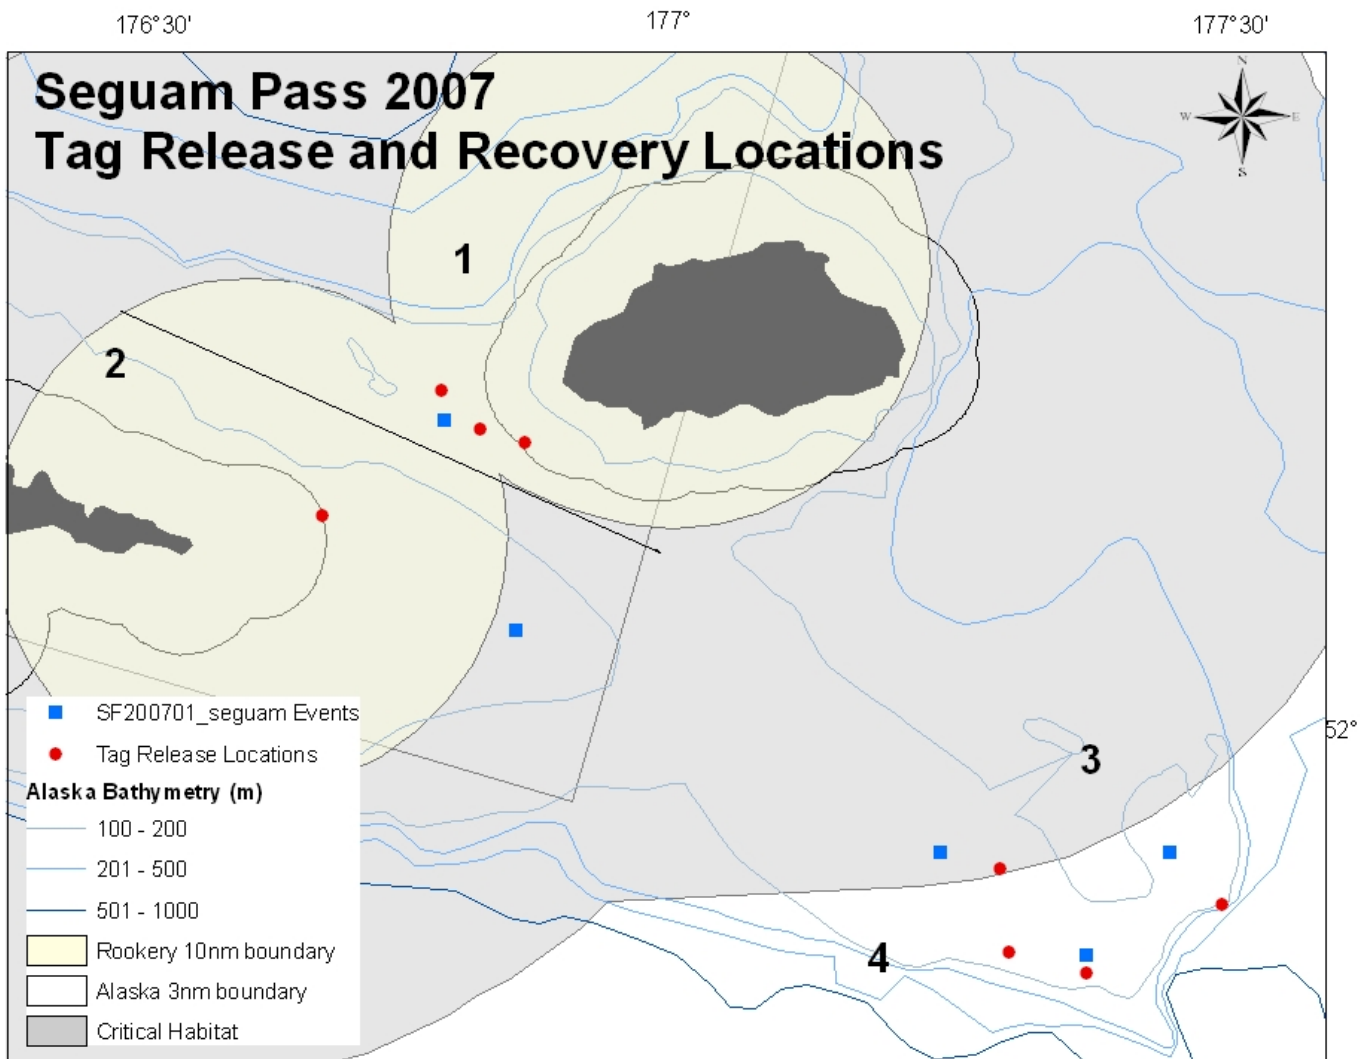 176°30'
177°
177°30'
Seguam Pass 2007
Tag Release and Recovery Locations
N
W
E
S
1
2
3
4
52°
SF200701_seguam Events
Tag Release Locations
Alaska Bathymetry (m)
100 - 200
201 - 500
501 - 1000
Rookery 10nm boundary
Alaska 3nm boundary
Critical Habitat